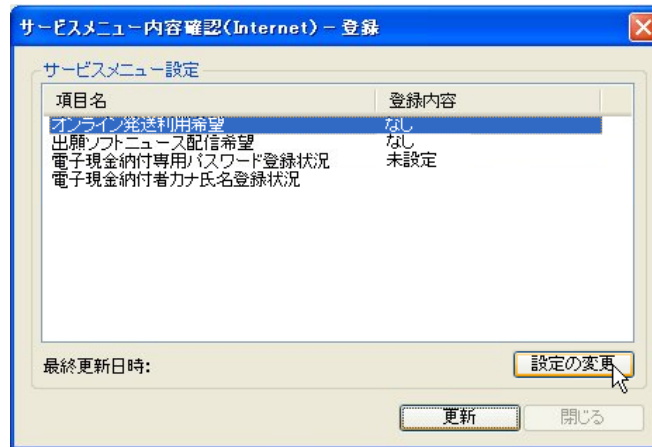 サービスメニュー内容確認(Internet) - 登録
サービスメニュー設定
項目名 登録内容
オンライン発送利用希望 なし
出願ソフトニュース配信希望 なし
電子現金納付専用パスワード登録状況 未設定
電子現金納付者カナ氏名登録状況
最終更新日時: 設定の変更
更新 閉じる